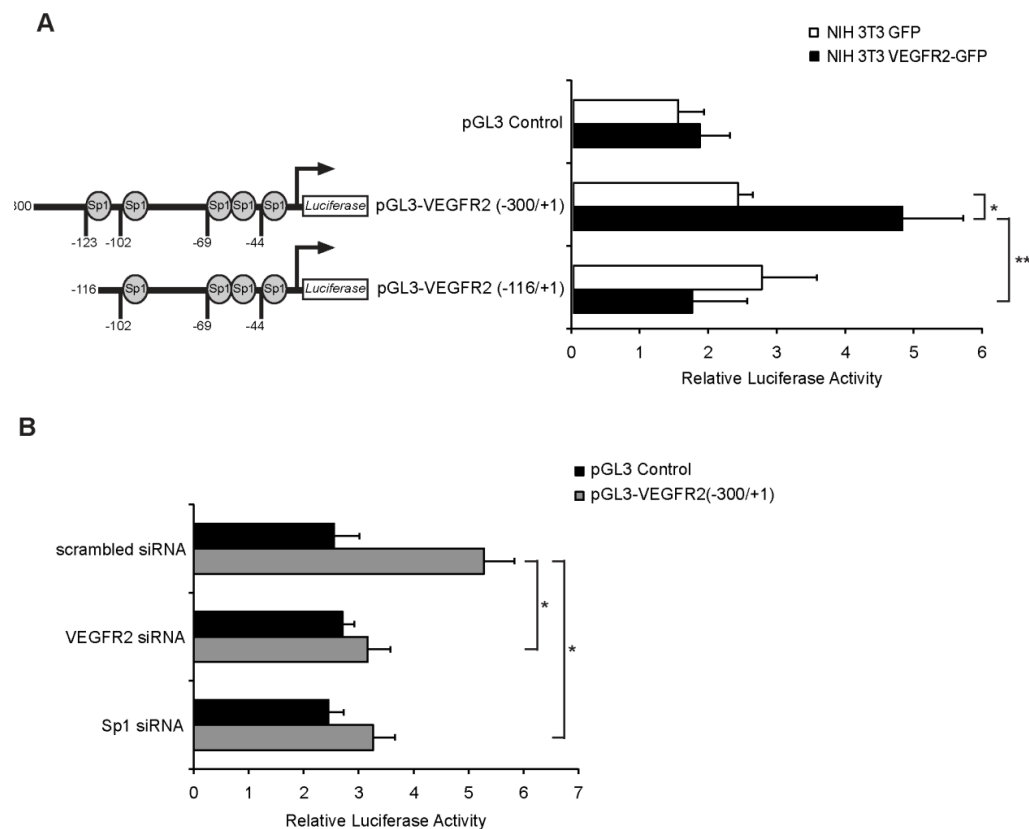 A
NIH 3T3 GFP
NIH 3T3 VEGFR2-GFP
pGL3 Control
300 Sp1 Sp1 Sp1 Sp1 Sp1 Luciferase pGL3-VEGFR2 (-300/+1)
-123 -102 -69 -44
-116 Sp1 Sp1 Sp1 Sp1 Luciferase pGL3-VEGFR2 (-116/+1)
-102 -69 -44
*
**
0 1 2 3 4 5 6
Relative Luciferase Activity
B
pGL3 Control
pGL3-VEGFR2(-300/+1)
scrambled siRNA
VEGFR2 siRNA
Sp1 siRNA
*
*
0 1 2 3 4 5 6 7
Relative Luciferase Activity